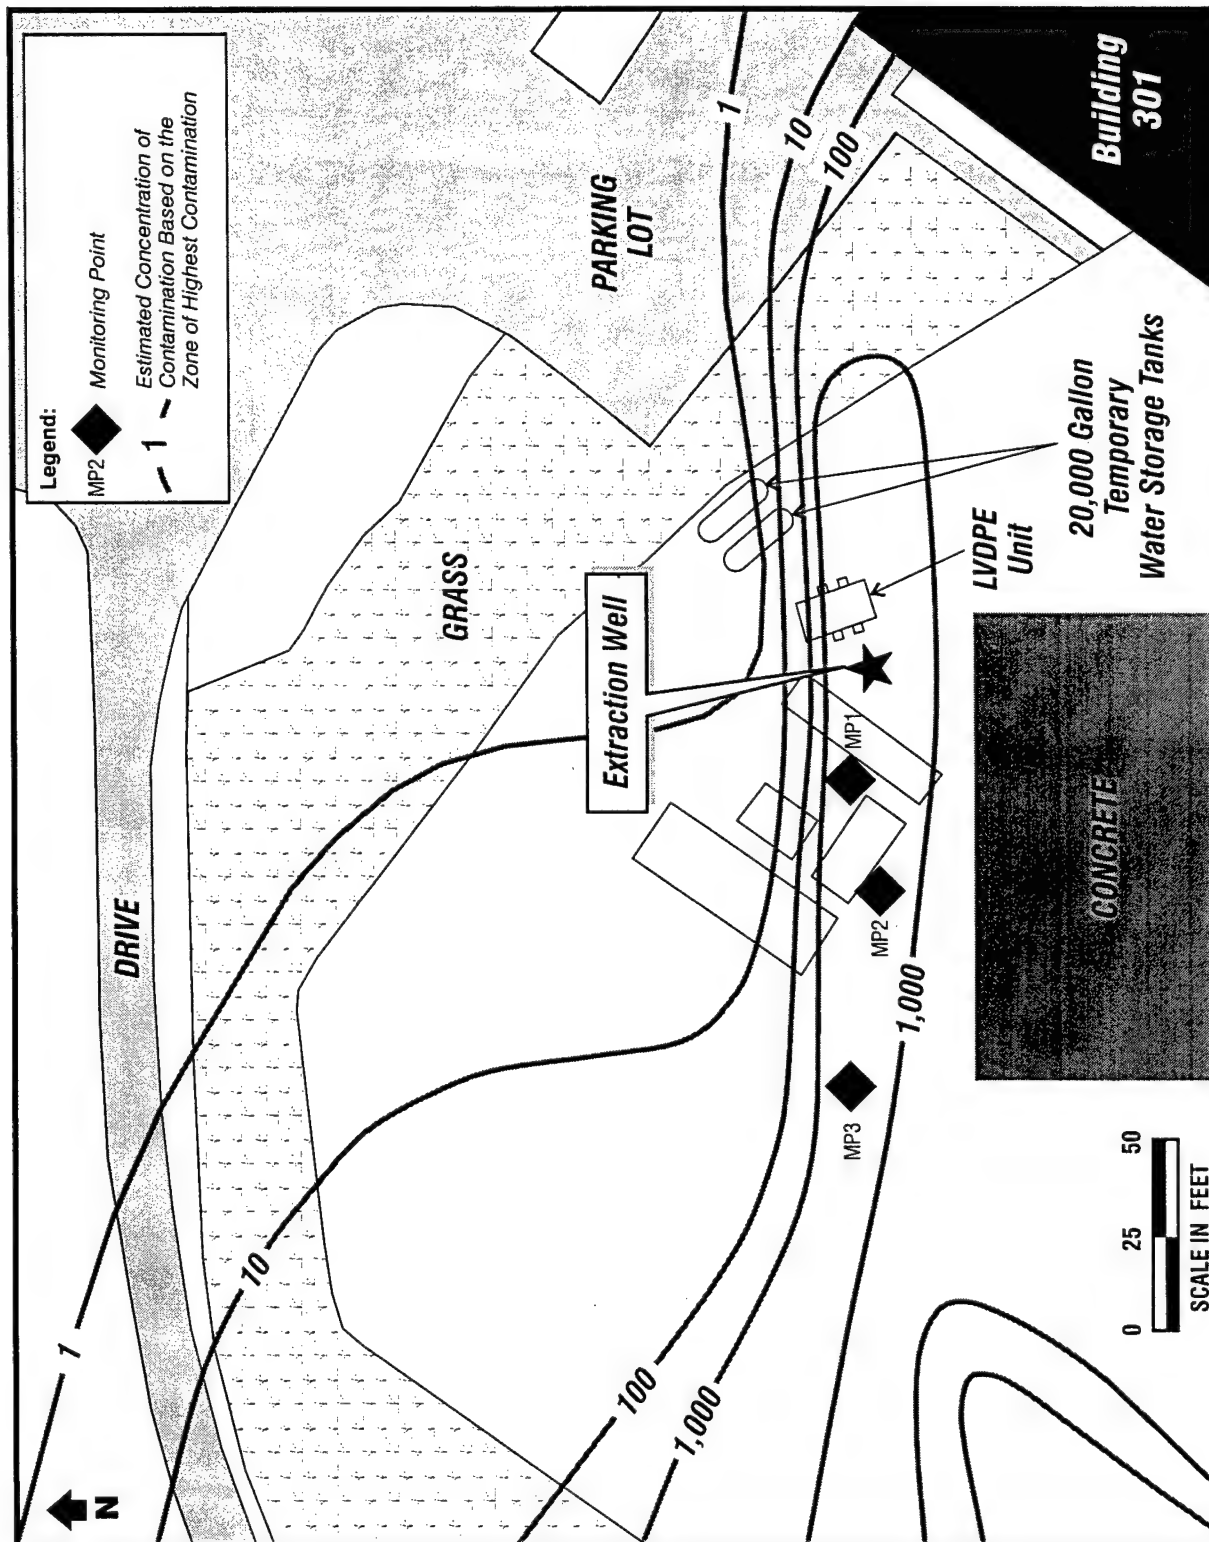 Legend:
MP2
Monitoring Point
1
Estimated Concentration of
Contamination Based on the
Zone of Highest Contamination
N
DRIVE
GRASS
PARKING
LOT
Building
301
1
10
100
1
10
100
1,000
1,000
Extraction Well
MP1
MP2
MP3
LVDPE
Unit
20,000 Gallon
Temporary
Water Storage Tanks
CONCRETE
0 25 50
SCALE IN FEET